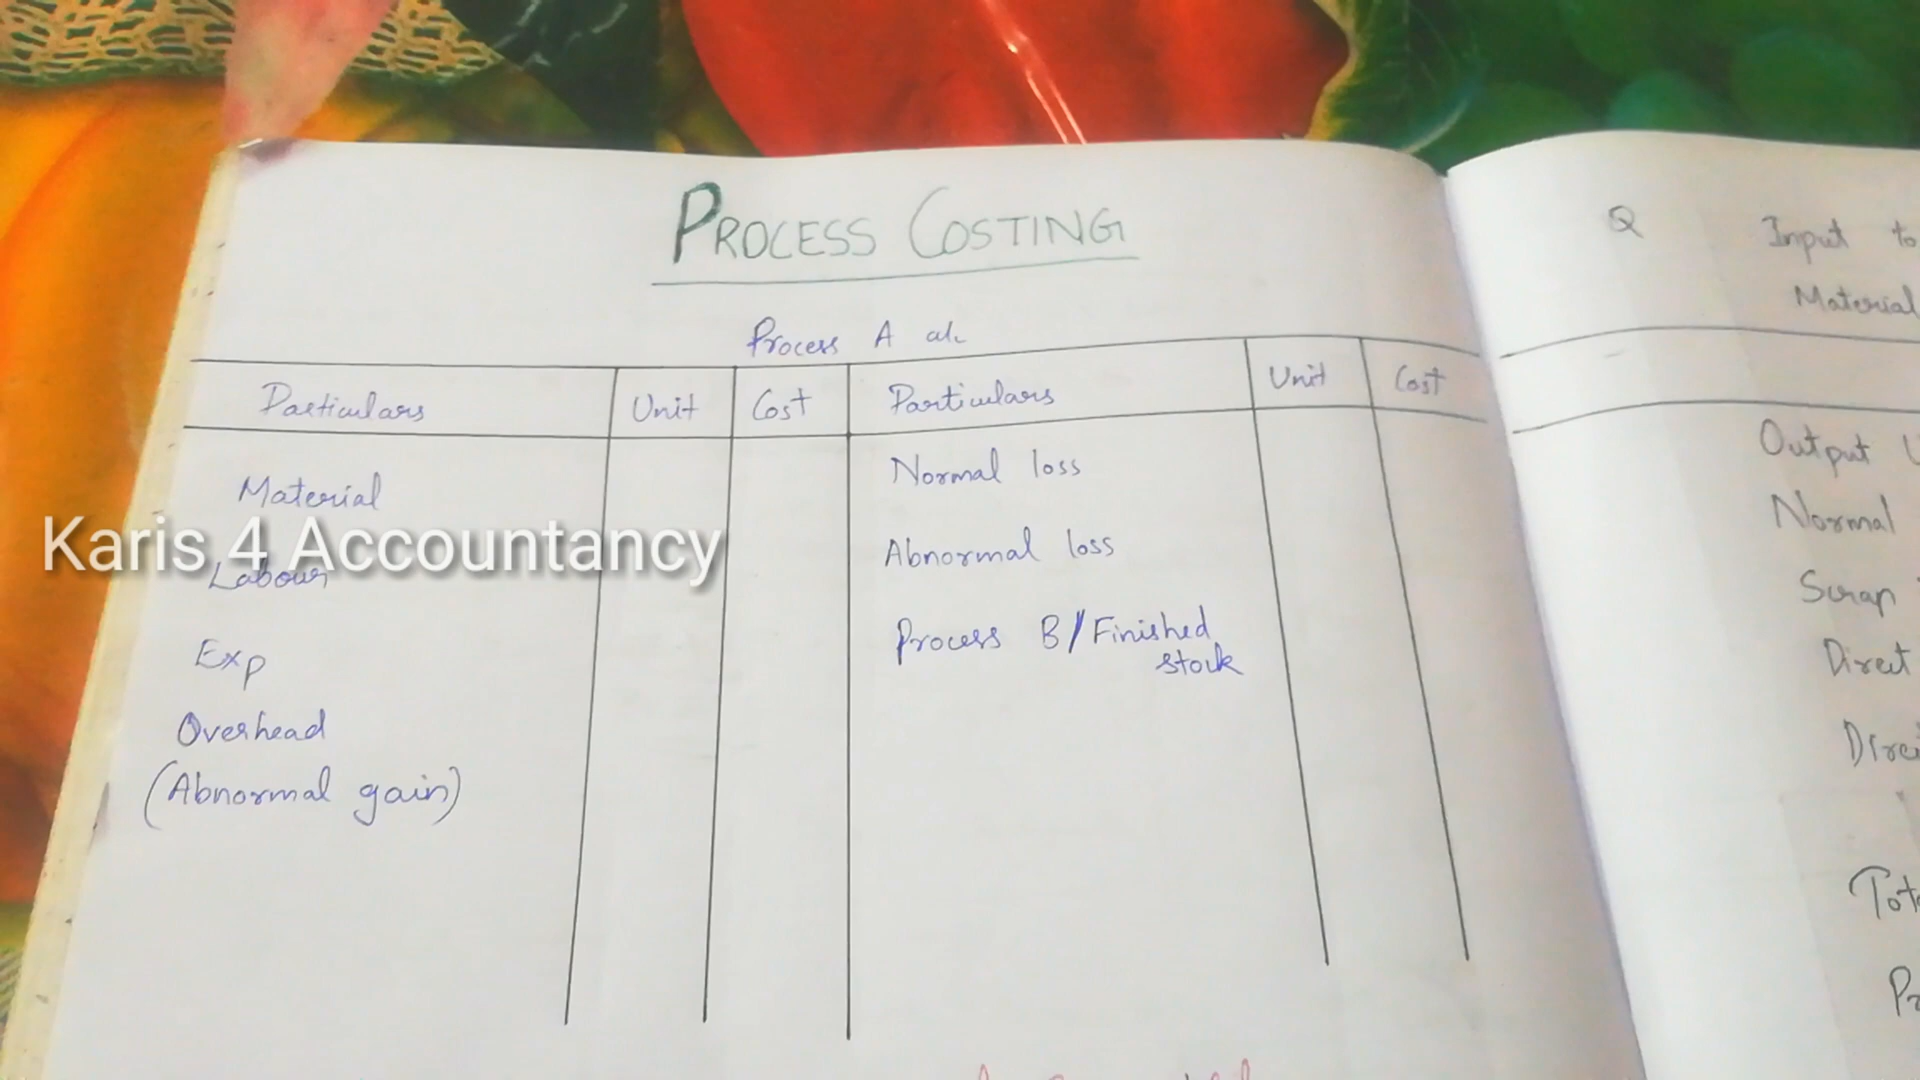 PROCESS COSTING
Process A a/c
Particulars Unit Cost Particulars Unit Cost
Material
Labour
Exp
Overhead
(Abnormal gain)
Normal loss
Abnormal loss
Process B/Finished
stock
Karis 4 Accountancy
Q Input to
Material
Output
Normal
Scrap
Direct
Tot